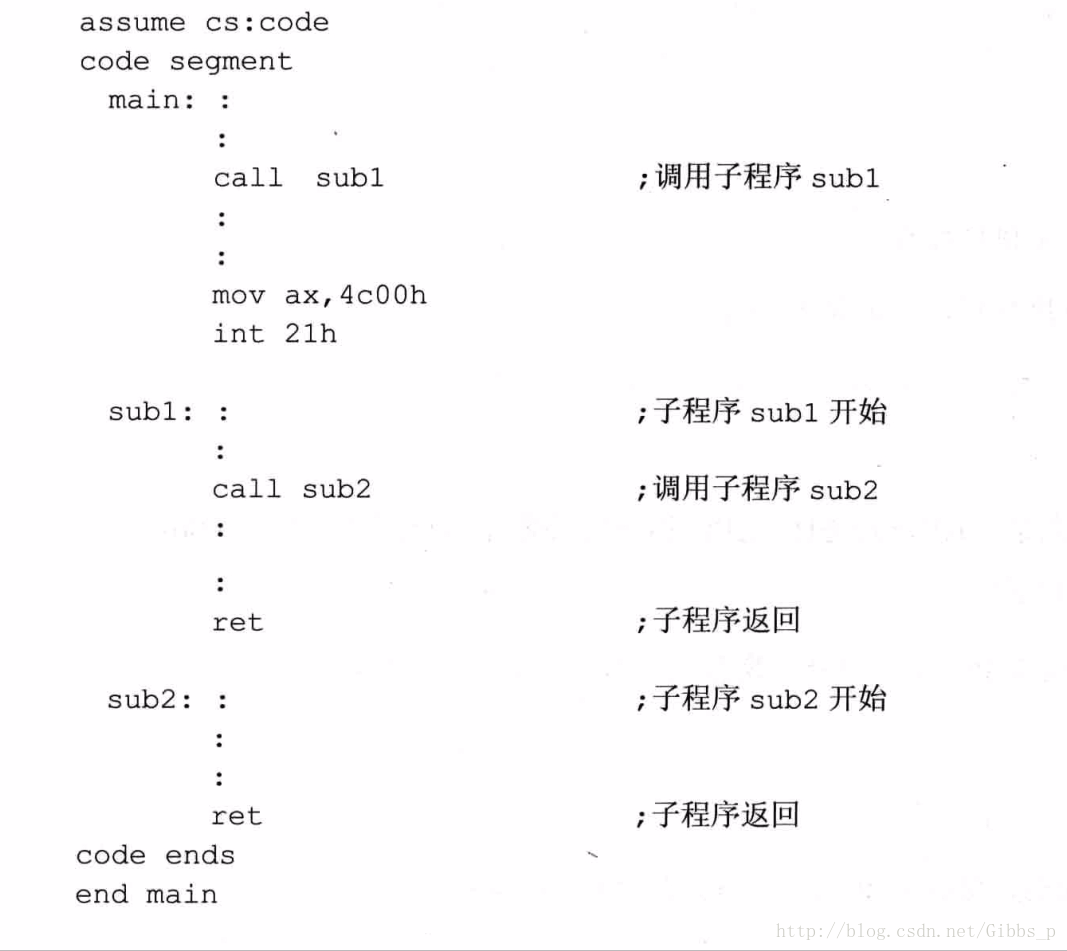 assume cs:code
code segment
main: :
:
call sub1 ;调用子程序 sub1
:
:
mov ax,4c00h
int 21h
sub1: : ;子程序 sub1 开始
:
call sub2 ;调用子程序 sub2
:
:
ret ;子程序返回
sub2: : ;子程序 sub2 开始
:
:
ret ;子程序返回
code ends
end main
http://blog.csdn.net/Gibbs_p